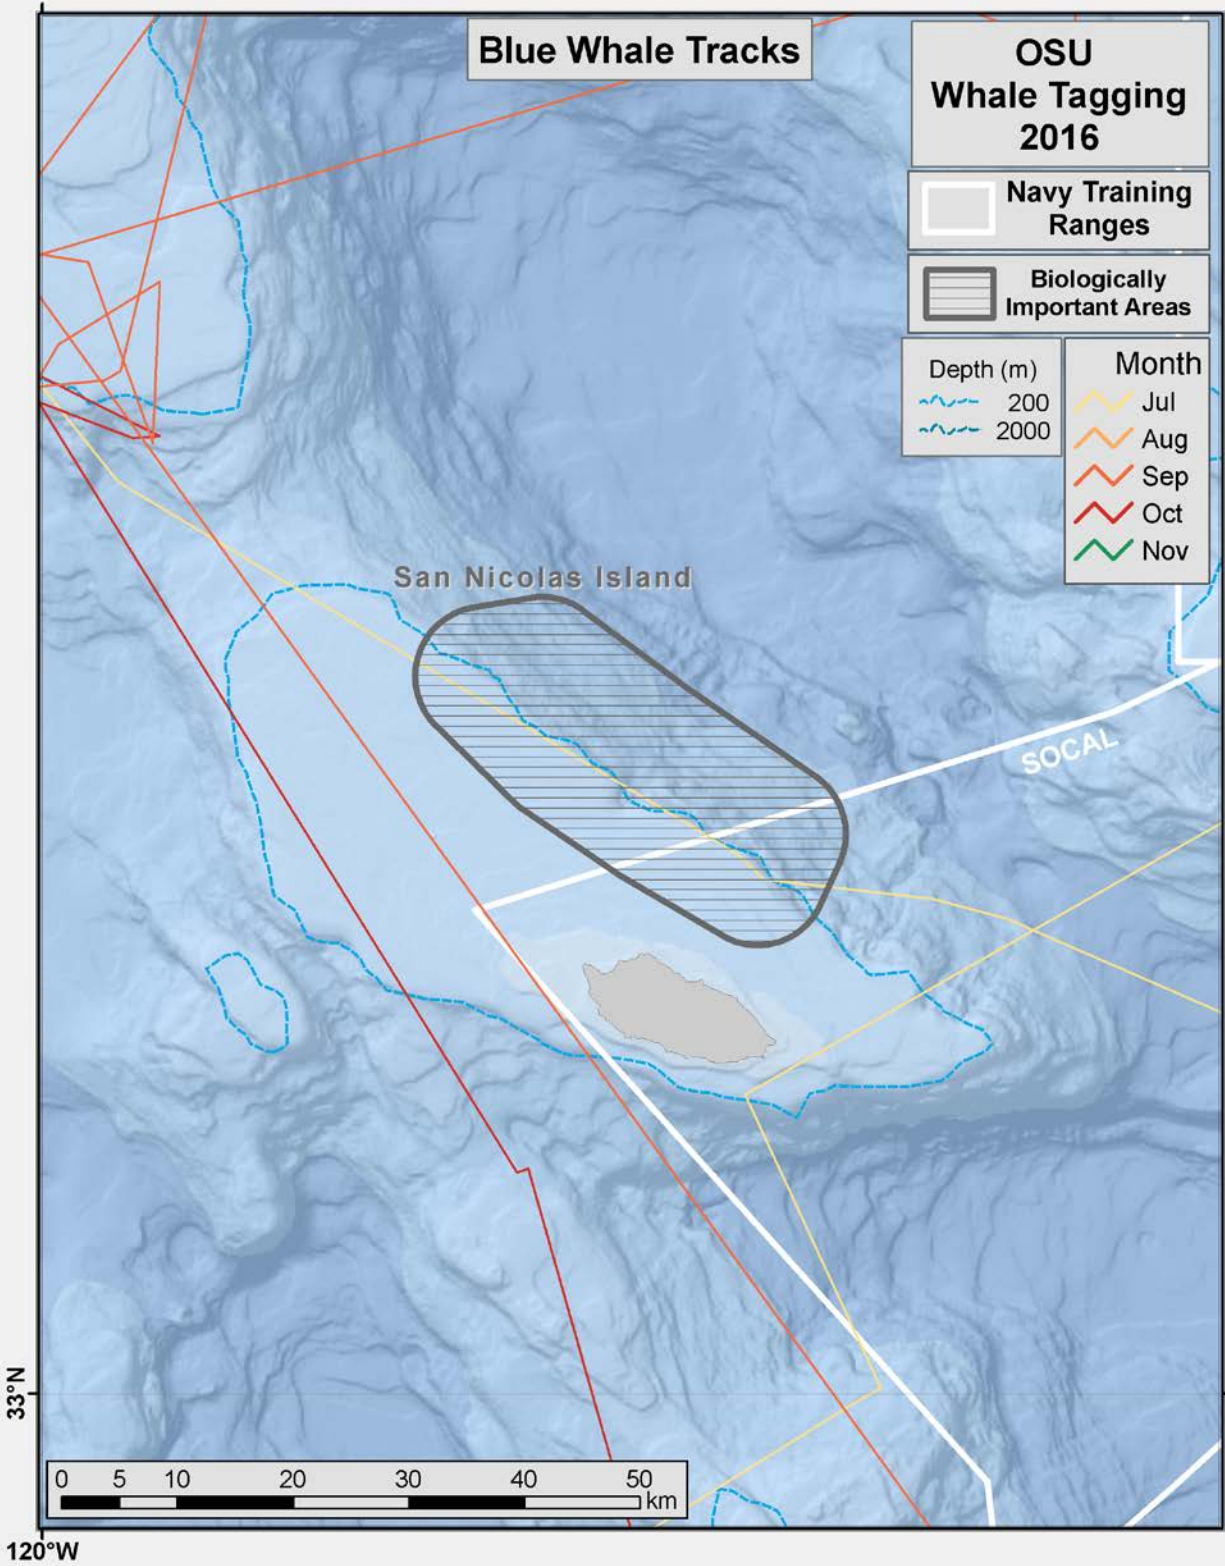 Blue Whale Tracks
OSU
Whale Tagging
2016
Navy Training
Ranges
Biologically
Important Areas
Depth (m)
200
2000
Month
Jul
Aug
Sep
Oct
Nov
San Nicolas Island
SOCAL
33°N
0 5 10 20 30 40 50
km
120°W